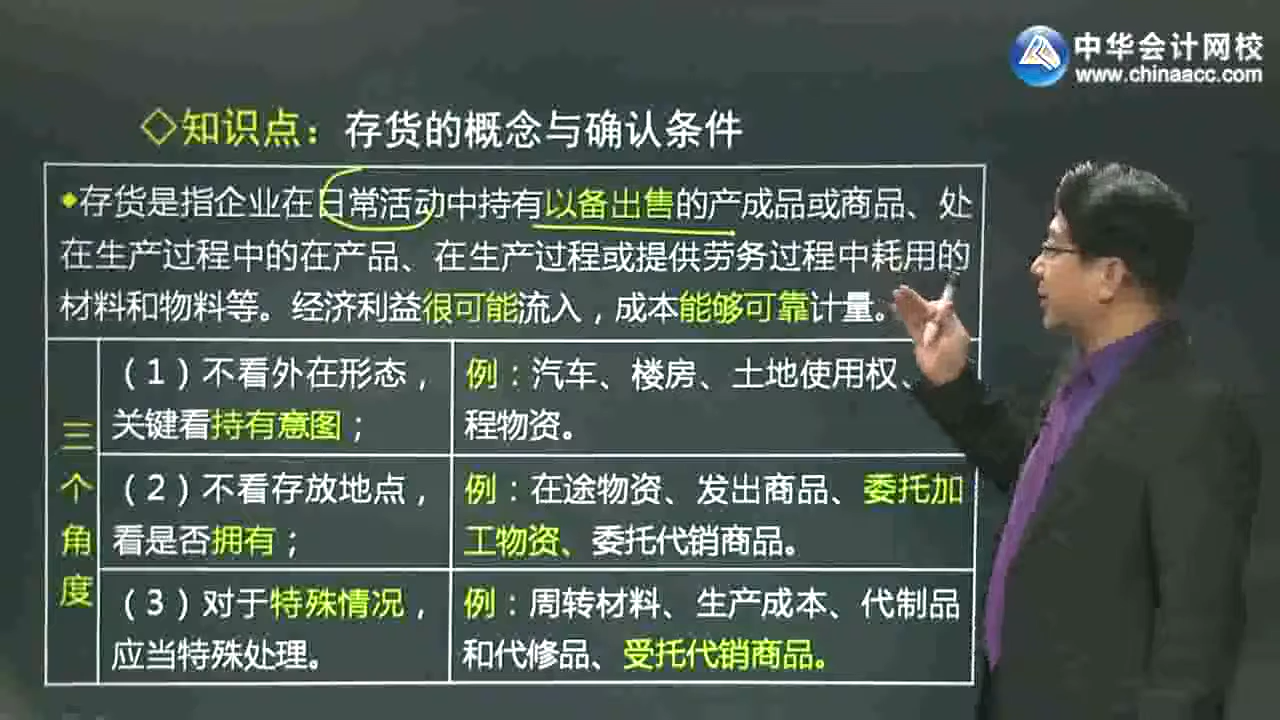 中华会计网校
www.chinaacc.com
◇知识点：存货的概念与确认条件
•存货是指企业在日常活动中持有以备出售的产成品或商品、处
在生产过程中的在产品、在生产过程或提供劳务过程中耗用的
材料和物料等。经济利益很可能流入，成本能够可靠计量。
三个角度
（1）不看外在形态，
关键看持有意图；
例：汽车、楼房、土地使用权、
程物资。
（2）不看存放地点，
看是否拥有；
例：在途物资、发出商品、委托加
工物资、委托代销商品。
（3）对于特殊情况，
应当特殊处理。
例：周转材料、生产成本、代制品
和代修品、受托代销商品。